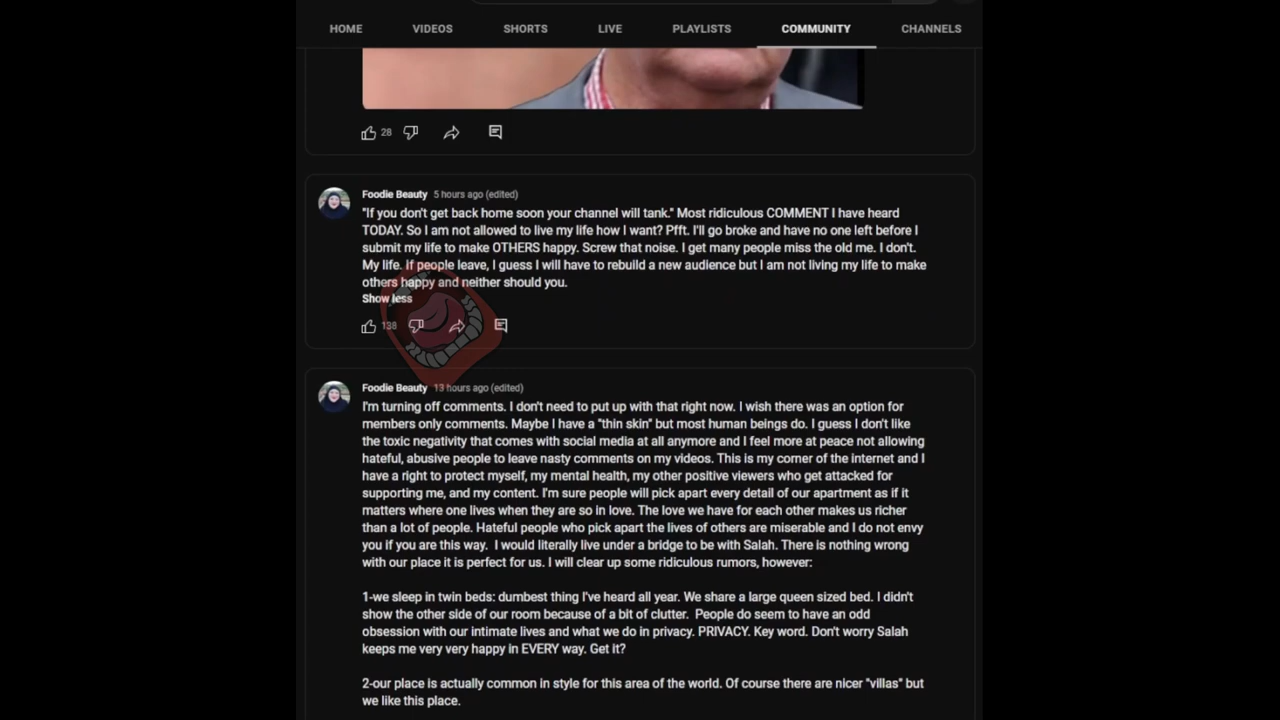 HOME VIDEOS SHORTS LIVE PLAYLISTS COMMUNITY CHANNELS
28
Foodie Beauty 5 hours ago (edited)
"If you don't get back home soon your channel will tank." Most ridiculous COMMENT I have heard
TODAY. So I am not allowed to live my life how I want? Pfft. I'll go broke and have no one left before I
submit my life to make OTHERS happy. Screw that noise. I get many people miss the old me. I don't.
My life. If people leave, I guess I will have to rebuild a new audience but I am not living my life to make
others happy and neither should you.
Show less
138
Foodie Beauty 13 hours ago (edited)
I'm turning off comments. I don't need to put up with that right now. I wish there was an option for
members only comments. Maybe I have a "thin skin" but most human beings do. I guess I don't like
the toxic negativity that comes with social media at all anymore and I feel more at peace not allowing
hateful, abusive people to leave nasty comments on my videos. This is my corner of the internet and I
have a right to protect myself, my mental health, my other positive viewers who get attacked for
supporting me, and my content. I'm sure people will pick apart every detail of our apartment as if it
matters where one lives when they are so in love. The love we have for each other makes us richer
than a lot of people. Hateful people who pick apart the lives of others are miserable and I do not envy
you if you are this way.  I would literally live under a bridge to be with Salah. There is nothing wrong
with our place it is perfect for us. I will clear up some ridiculous rumors, however:
1-we sleep in twin beds: dumbest thing I've heard all year. We share a large queen sized bed. I didn't
show the other side of our room because of a bit of clutter.  People do seem to have an odd
obsession with our intimate lives and what we do in privacy. PRIVACY. Key word. Don't worry Salah
keeps me very very happy in EVERY way. Get it?
2-our place is actually common in style for this area of the world. Of course there are nicer "villas" but
we like this place.